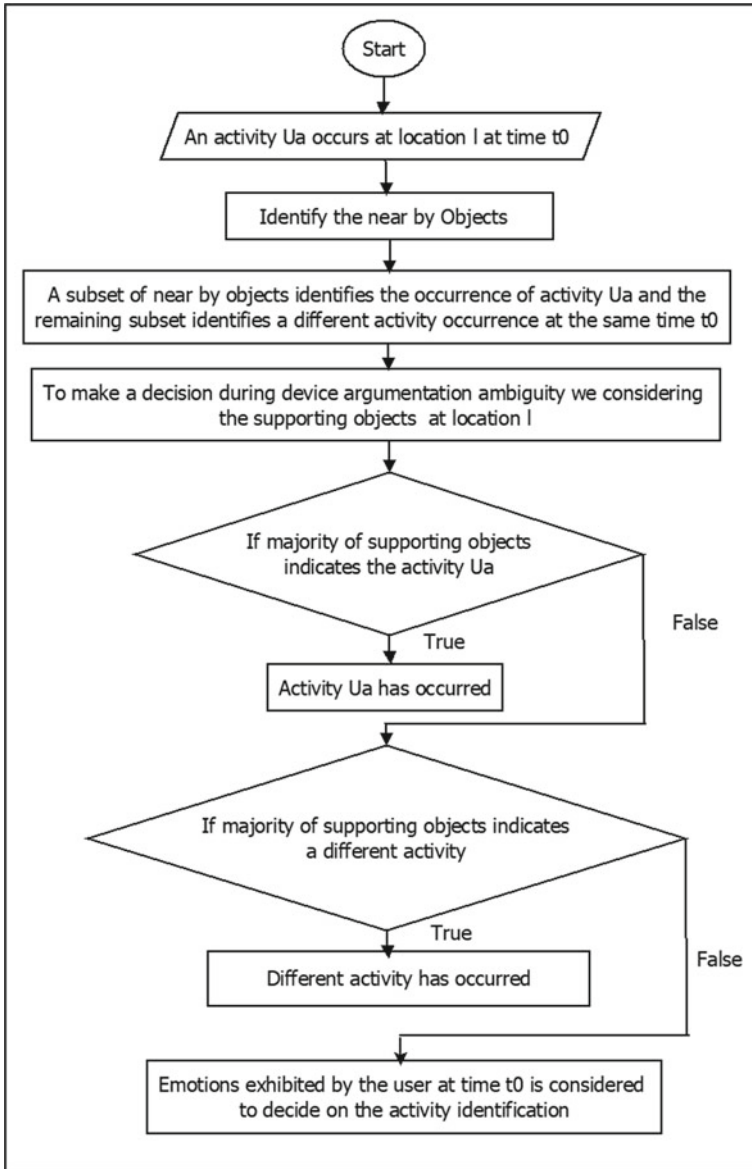 Start
An activity Ua occurs at location l at time t0
Identify the near by Objects
A subset of near by objects identifies the occurrence of activity Ua and the
remaining subset identifies a different activity occurrence at the same time t0
To make a decision during device argumentation ambiguity we considering
the supporting objects at location l
If majority of supporting objects
indicates the activity Ua
True
False
Activity Ua has occurred
If majority of supporting objects indicates
a different activity
True
False
Different activity has occurred
Emotions exhibited by the user at time t0 is considered
to decide on the activity identification